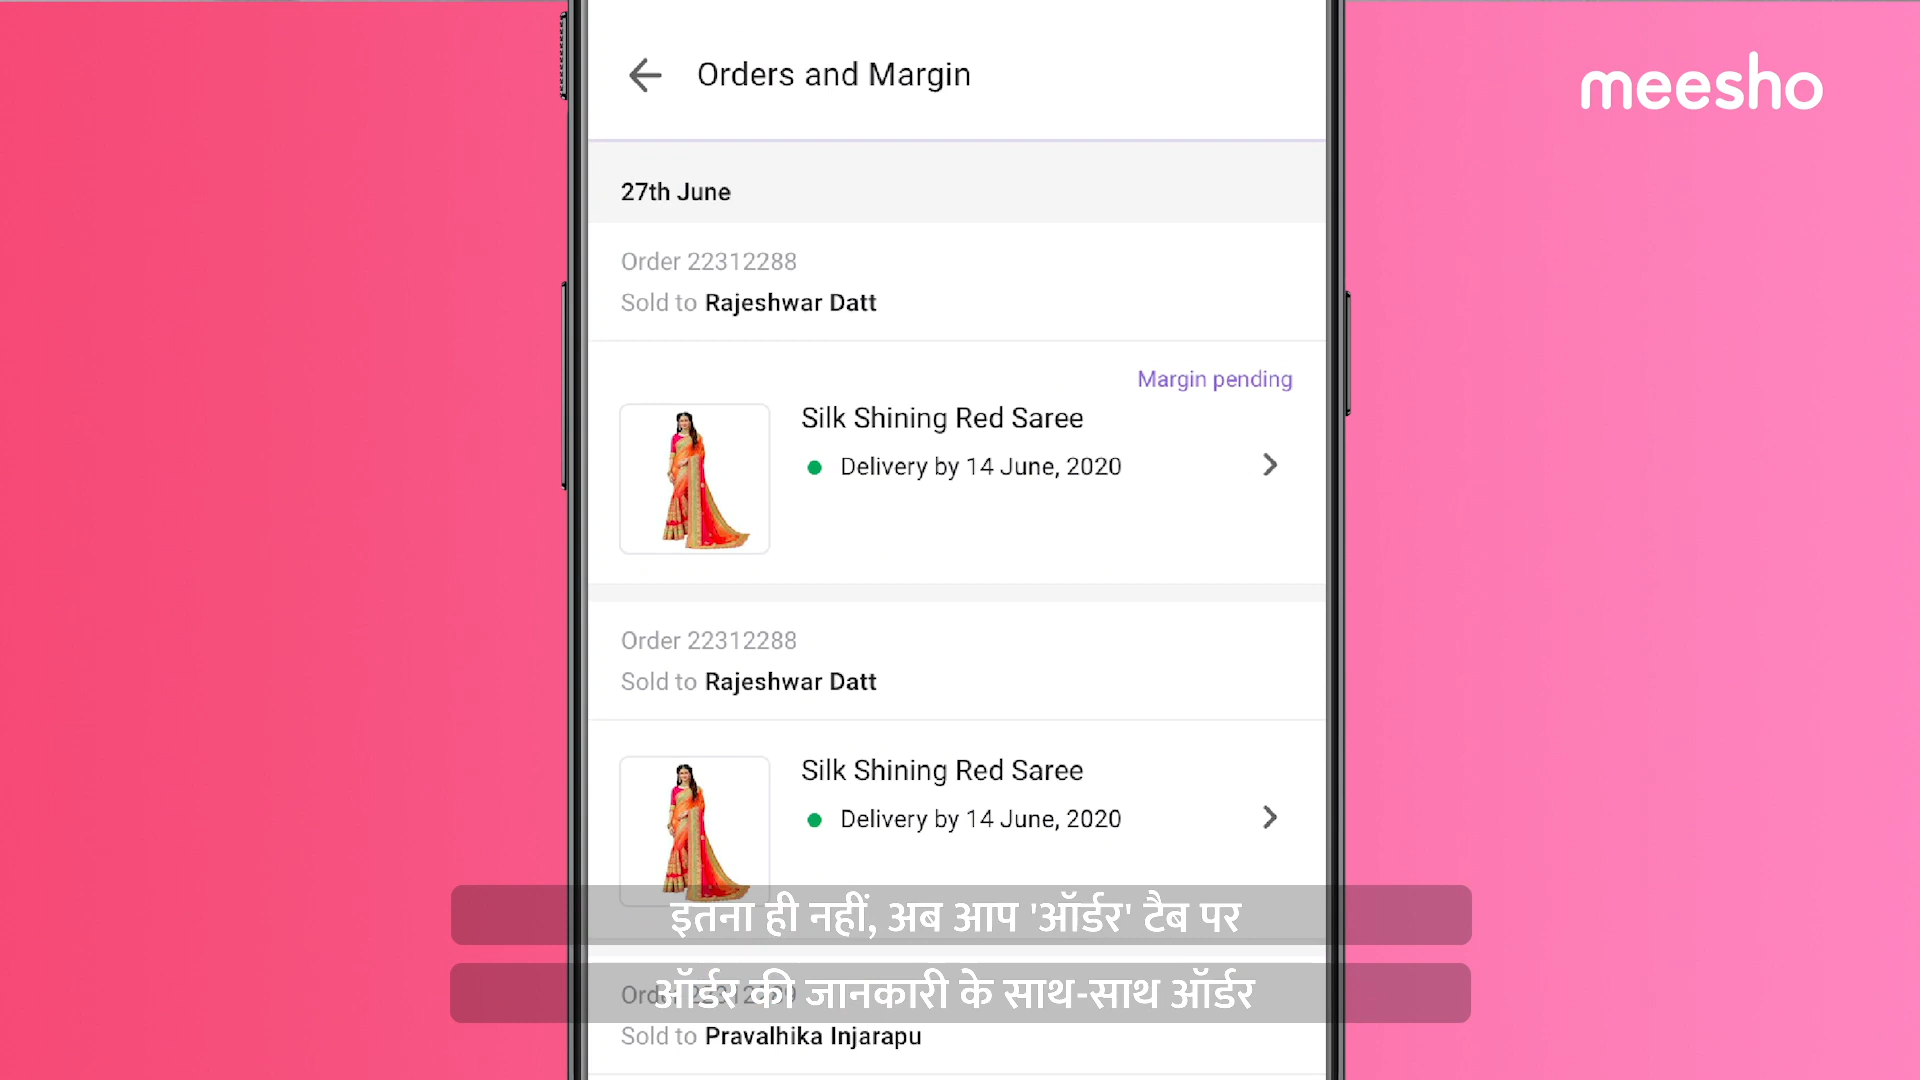 meesho
Orders and Margin
27th June
Order 22312288
Sold to Rajeshwar Datt
Margin pending
Silk Shining Red Saree
Delivery by 14 June, 2020
Order 22312288
Sold to Rajeshwar Datt
Silk Shining Red Saree
Delivery by 14 June, 2020
इतना ही नहीं, अब आप 'ऑर्डर' टैब पर
ऑर्डर की जानकारी के साथ-साथ ऑर्डर
Order
Sold to Pravalhika Injarapu